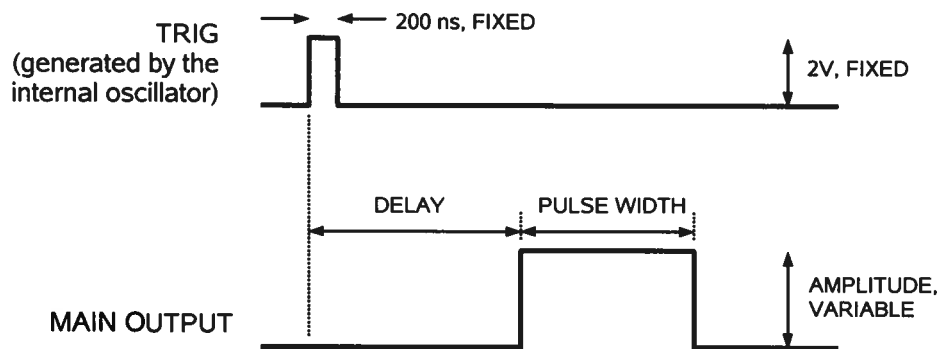 TRIG
(generated by the
internal oscillator)
200 ns, FIXED
2V, FIXED
DELAY
PULSE WIDTH
MAIN OUTPUT
AMPLITUDE,
VARIABLE